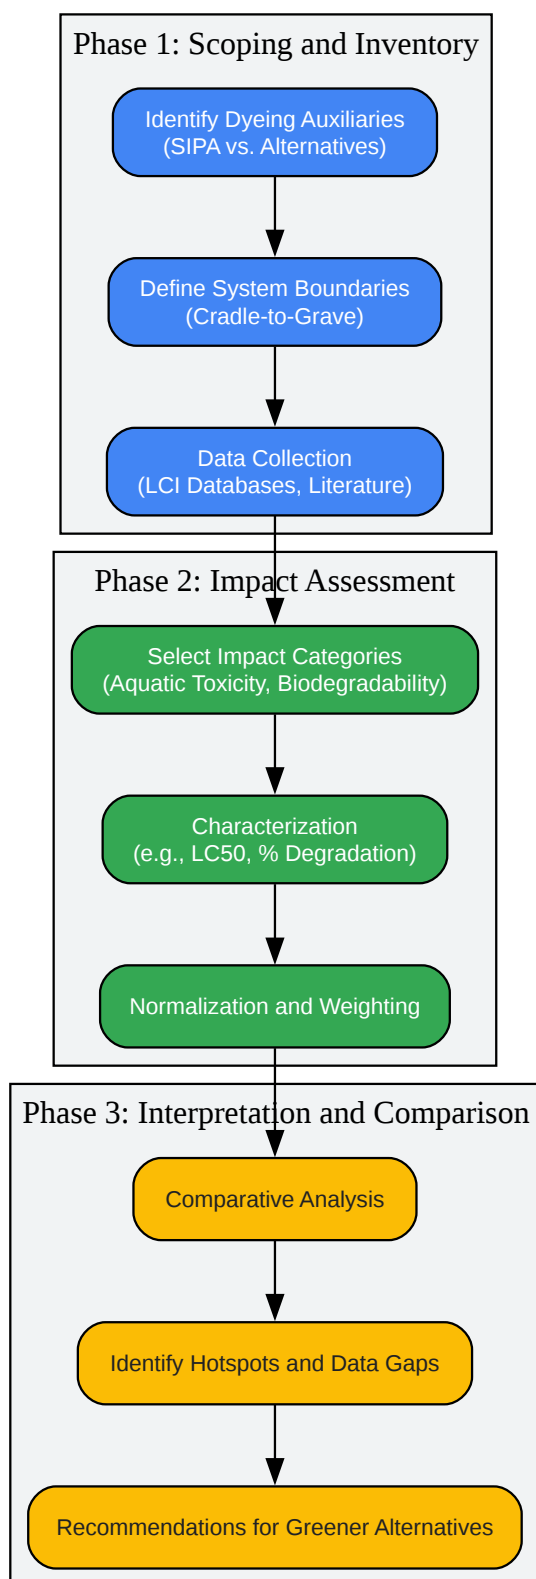 Phase 1: Scoping and Inventory
Identify Dyeing Auxiliaries
(SIPA vs. Alternatives)
Define System Boundaries
(Cradle-to-Grave)
Data Collection
(LCI Databases, Literature)
Phase 2: Impact Assessment
Select Impact Categories
(Aquatic Toxicity, Biodegradability)
Characterization
(e.g., LC50, % Degradation)
Normalization and Weighting
Phase 3: Interpretation and Comparison
Comparative Analysis
Identify Hotspots and Data Gaps
Recommendations for Greener Alternatives